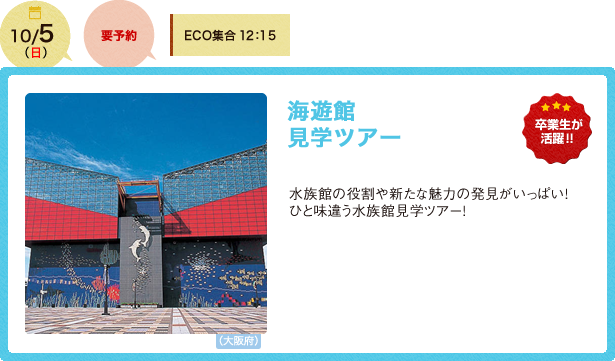 10/5
（日）
要予約
ECO集合 12:15
海遊館
見学ツアー
卒業生が
活躍!!
水族館の役割や新たな魅力の発見がいっぱい!
ひと味違う水族館見学ツアー!
（大阪府）